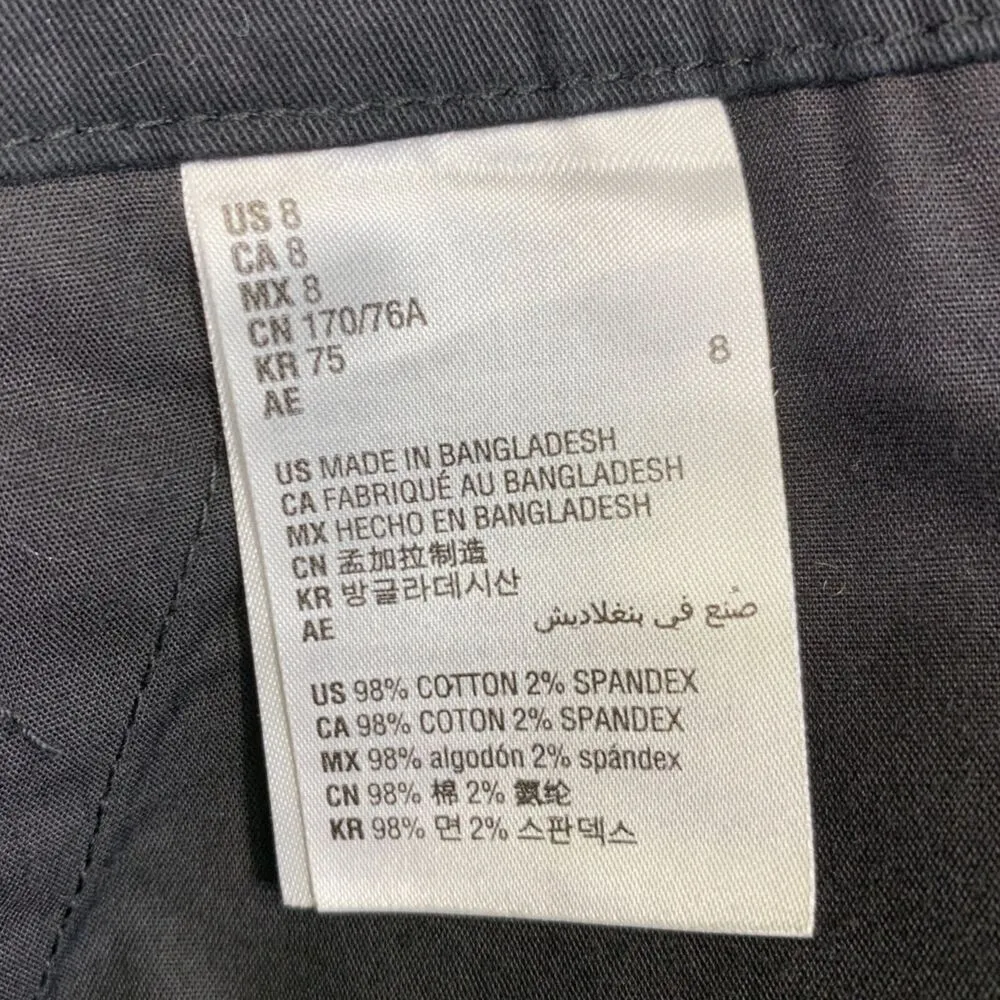 US 8
CA 8
MX 8
CN 170/76A
KR 75
AE 8
US MADE IN BANGLADESH
CA FABRIQUÉ AU BANGLADESH
MX HECHO EN BANGLADESH
CN 孟加拉制造
KR 방글라데시산
AE صُنع في بنغلاديش
US 98% COTTON 2% SPANDEX
CA 98% COTON 2% SPANDEX
MX 98% algodón 2% spándex
CN 98% 棉 2% 氨纶
KR 98% 면 2% 스판덱스